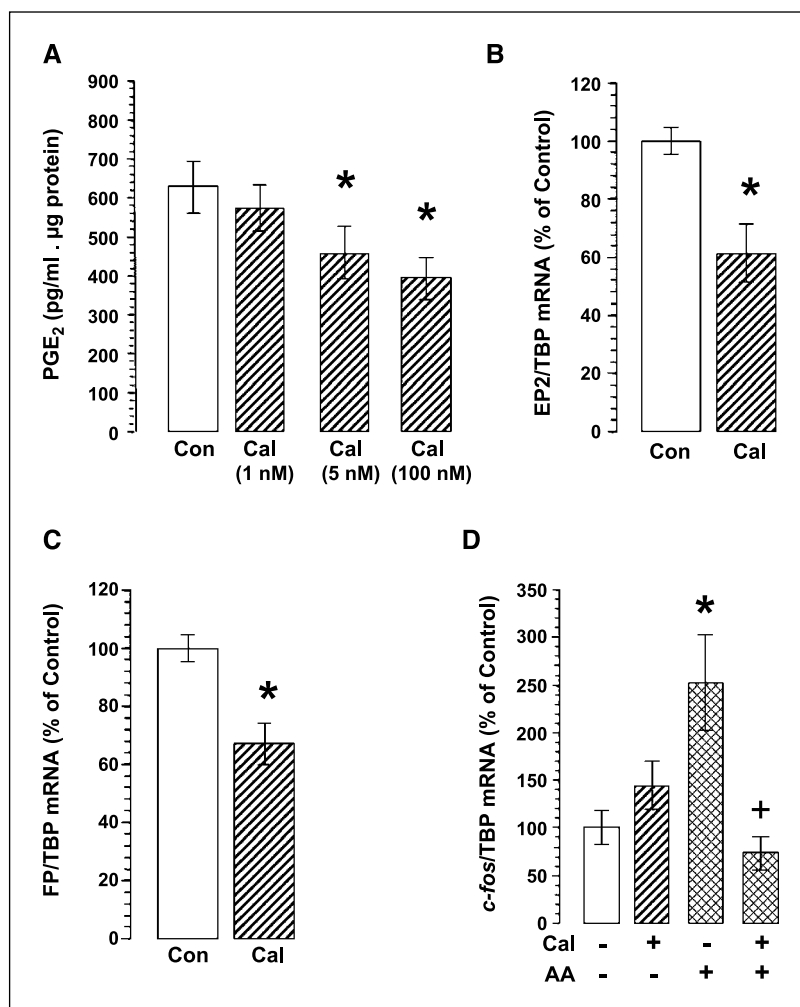 A
PGE2 (pg/ml . µg protein)
900
800
700
600
500
400
300
200
100
0
* *
Con Cal Cal Cal
(1 nM) (5 nM) (100 nM)
B
EP2/TBP mRNA (% of Control)
120
100
80
60
40
20
0
*
Con Cal
C
FP/TBP mRNA (% of Control)
120
100
80
60
40
20
0
*
Con Cal
D
c-fos/TBP mRNA (% of Control)
350
300
250
200
150
100
50
0
*
+
Cal - + - +
AA - - + +